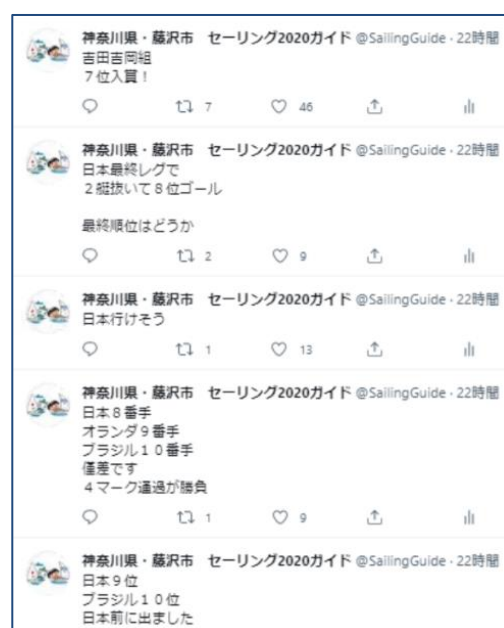 神奈川県・藤沢市　セーリング2020ガイド @SailingGuide · 22時間
吉田吉岡組
７位入賞！
7 46
神奈川県・藤沢市　セーリング2020ガイド @SailingGuide · 22時間
日本最終レグで
２艇抜いて８位ゴール
最終順位はどうか
2 9
神奈川県・藤沢市　セーリング2020ガイド @SailingGuide · 22時間
日本行けそう
1 13
神奈川県・藤沢市　セーリング2020ガイド @SailingGuide · 22時間
日本８番手
オランダ９番手
ブラジル１０番手
僅差です
４マーク通過が勝負
1 9
神奈川県・藤沢市　セーリング2020ガイド @SailingGuide · 22時間
日本９位
ブラジル１０位
日本前に出ました